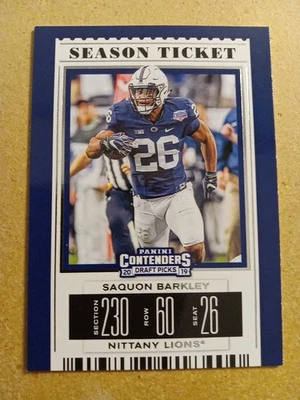 SEASON TICKET
26
PANINI
CONTENDERS
20 DRAFT PICKS 19
SAQUON BARKLEY
SECTION 230 ROW 60 SEAT 26
NITTANY LIONS®